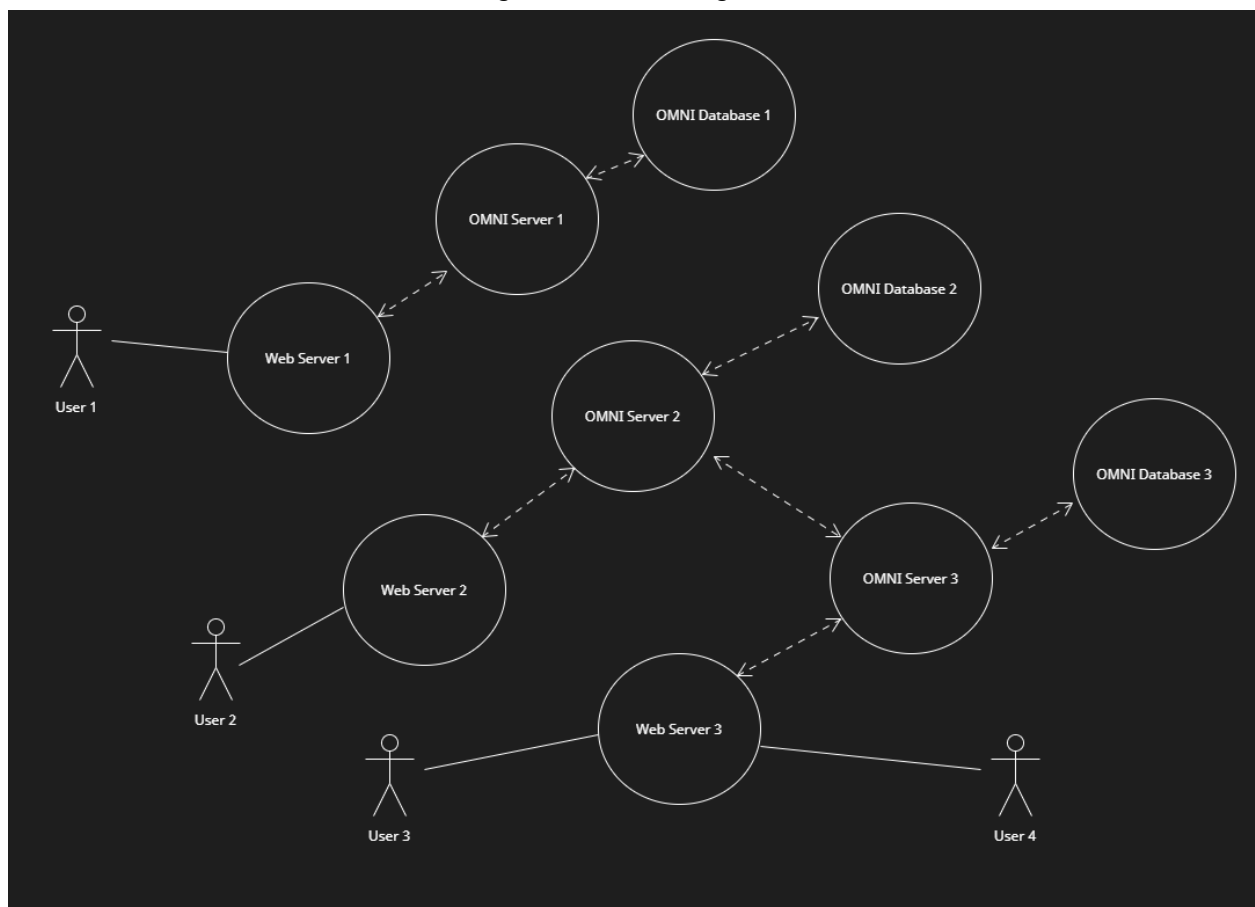 OMNI Database 1
OMNI Server 1
OMNI Database 2
Web Server 1
User 1
OMNI Server 2
OMNI Database 3
Web Server 2
OMNI Server 3
User 2
Web Server 3
User 3
User 4